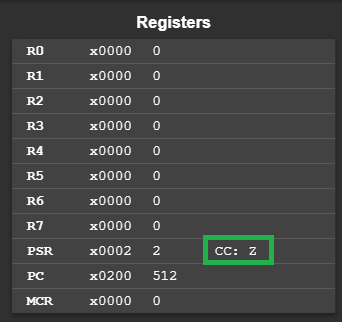 Registers
R0 x0000 0
R1 x0000 0
R2 x0000 0
R3 x0000 0
R4 x0000 0
R5 x0000 0
R6 x0000 0
R7 x0000 0
PSR x0002 2 CC: Z
PC x0200 512
MCR x0000 0